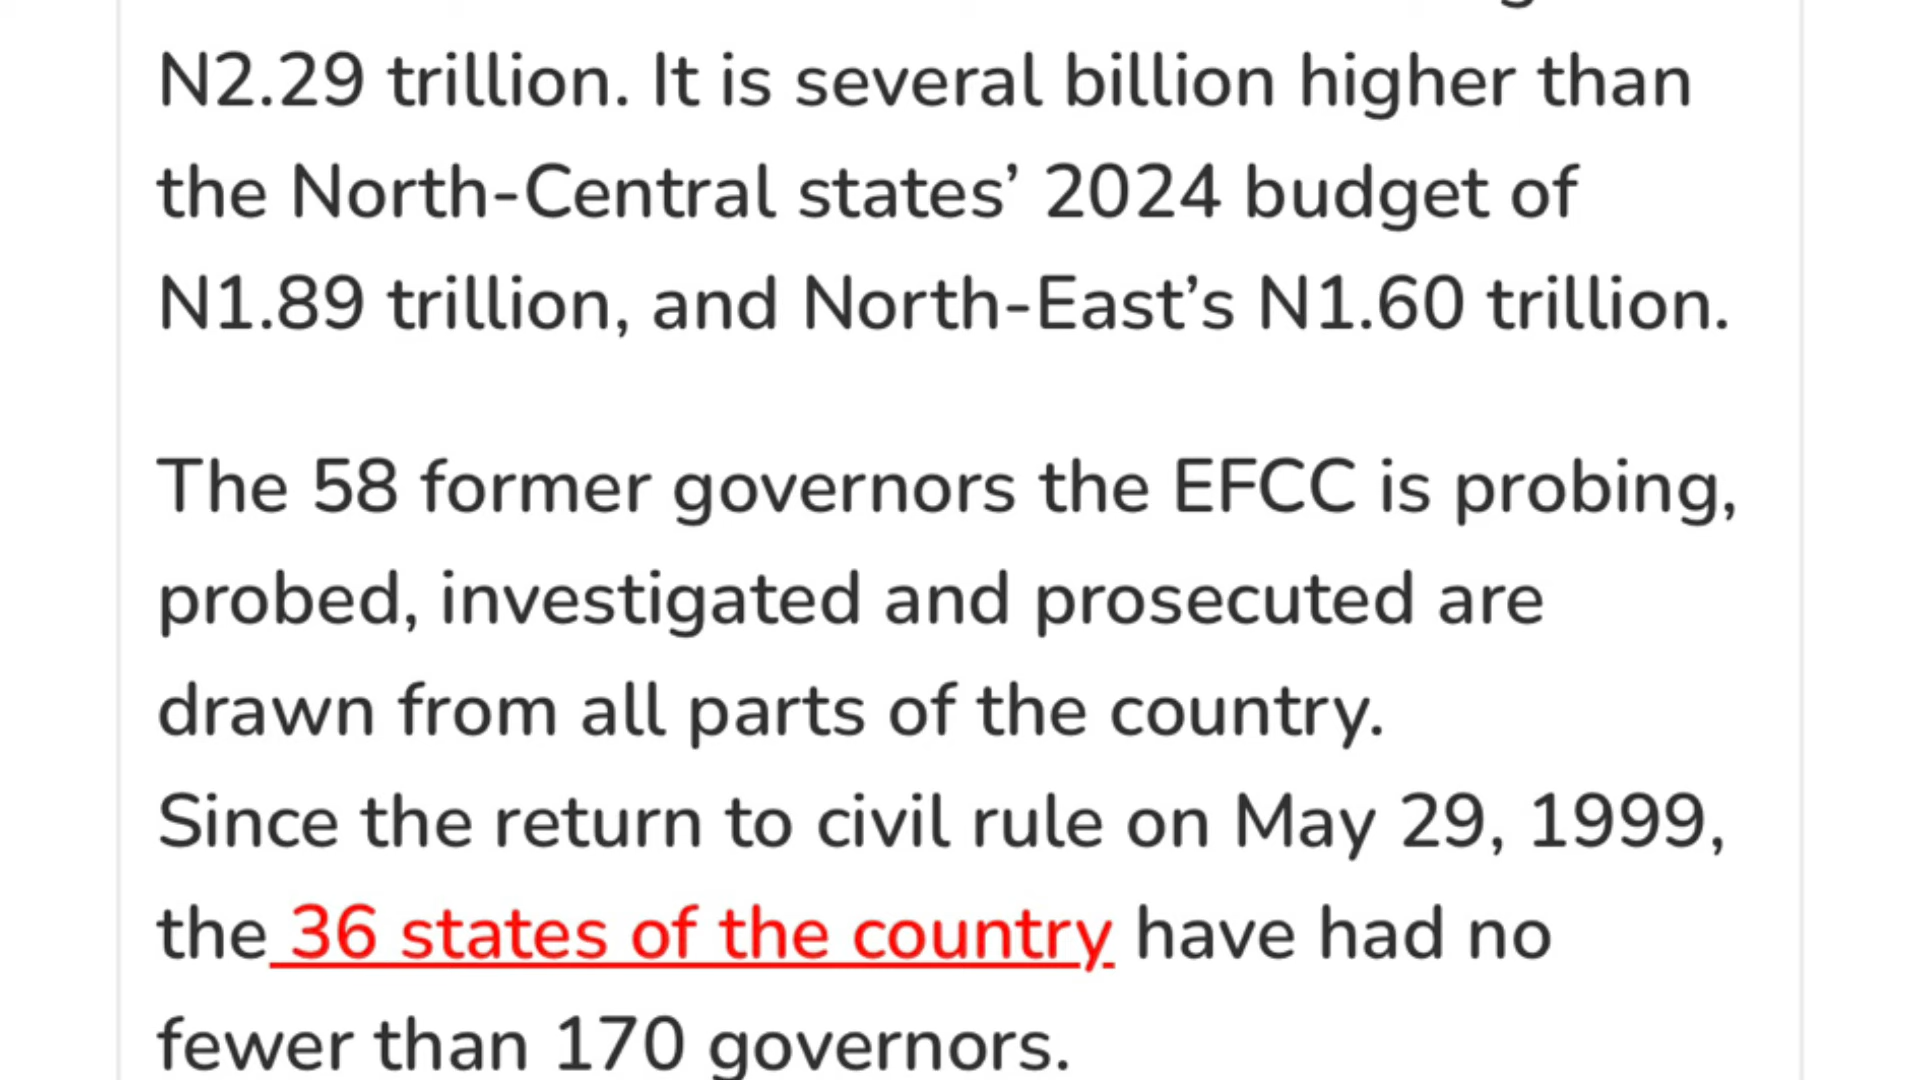 N2.29 trillion. It is several billion higher than
the North-Central states’ 2024 budget of
N1.89 trillion, and North-East’s N1.60 trillion.
The 58 former governors the EFCC is probing,
probed, investigated and prosecuted are
drawn from all parts of the country.
Since the return to civil rule on May 29, 1999,
the 36 states of the country have had no
fewer than 170 governors.